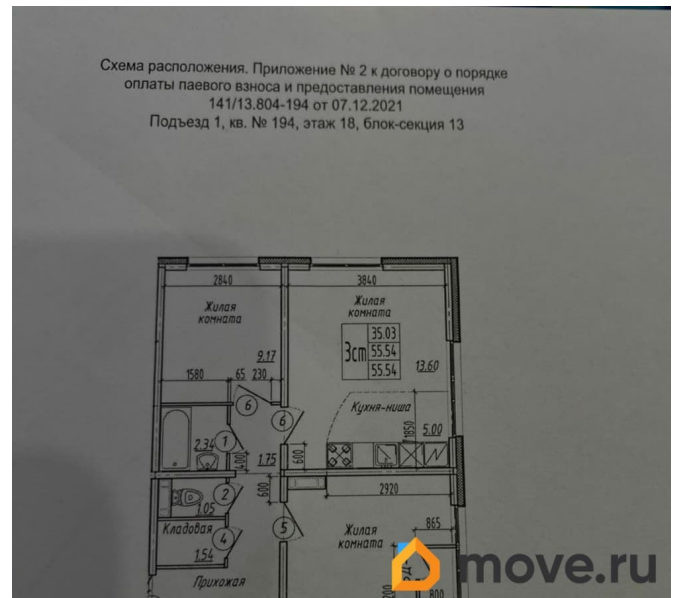 Схема расположения. Приложение № 2 к договору о порядке
оплаты паевого взноса и предоставления помещения
141/13.804-194 от 07.12.2021
Подъезд 1, кв. № 194, этаж 18, блок-секция 13
2840
3840
Жилая
комната
Жилая
комната
3ст
35.03
55.54
55.54
9.17
13.60
1580
65
230
6
Кухня-ниша
6
1850
5.00
1
2.34
400
1.75
600
2
1.05
600
2920
Кладовая
4
1.54
5
Жилая
комната
865
Прихожая
800
move.ru